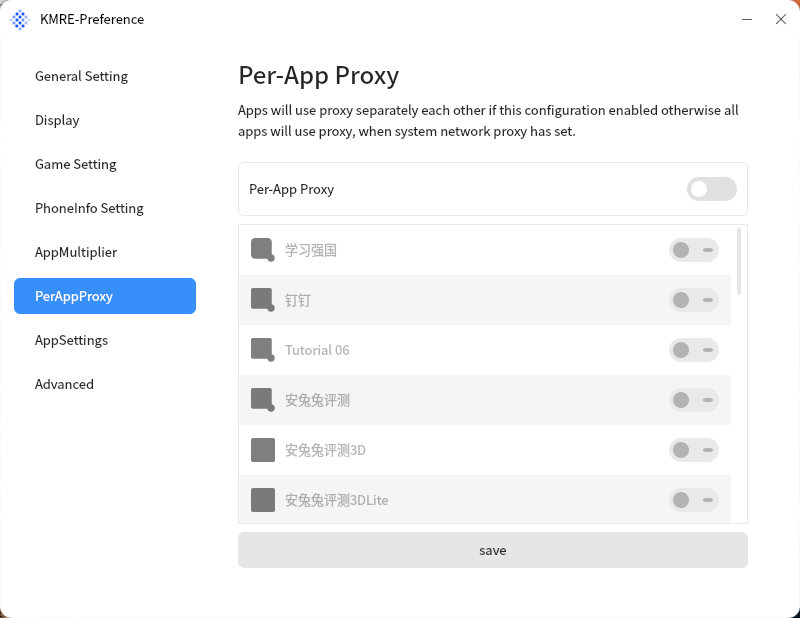 KMRE-Preference
General Setting
Display
Game Setting
PhoneInfo Setting
AppMultiplier
PerAppProxy
AppSettings
Advanced
Per-App Proxy
Apps will use proxy separately each other if this configuration enabled otherwise all
apps will use proxy, when system network proxy has set.
Per-App Proxy
学习强国
钉钉
Tutorial 06
安兔兔评测
安兔兔评测3D
安兔兔评测3DLite
save